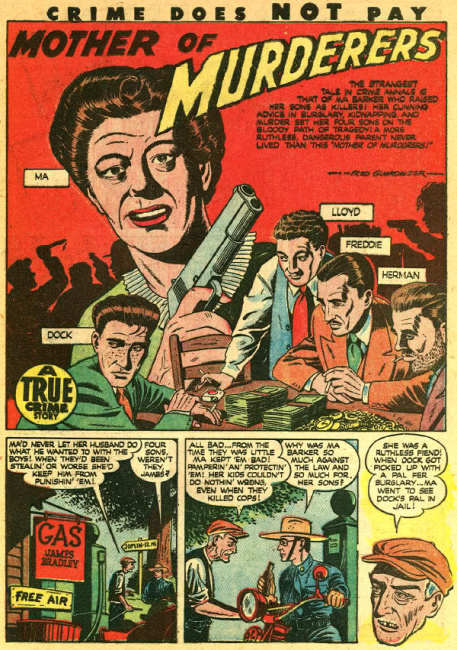 CRIME DOES NOT PAY
MOTHER OF
MURDERERS
THE STRANGEST
TALE IN CRIME ANNALS IS
THAT OF MA BARKER WHO RAISED
HER SONS AS KILLERS! HER CUNNING
ADVICE IN BURGLARY, KIDNAPPING, AND
MURDER SET HER FOUR SONS ON THE
BLOODY PATH OF TRAGEDY! A MORE
RUTHLESS, DANGEROUS PARENT NEVER
LIVED THAN THIS "MOTHER OF MURDERERS!"
FRED GUARDINEER
MA
LLOYD
FREDDIE
HERMAN
DOCK
A
TRUE
CRIME
STORY
MA'D NEVER LET HER HUSBAND DO
WHAT HE WANTED TO WITH THE
BOYS! WHEN THEY'D BEEN
STEALIN' OR WORSE SHE'D
KEEP HIM FROM
PUNISHIN' 'EM!
FOUR
SONS,
WEREN'T
THEY,
JAMES?
GAS
JAMES
BRADLEY
FREE AIR
ALL BAD...FROM THE
TIME THEY WAS LITTLE
MA KEPT 'EM BAD!
PAMPERIN' AN' PROTECTIN'
'EM! HER KIDS COULDN'T
DO NOTHIN' WRONG,
EVEN WHEN THEY
KILLED COPS!
WHY WAS MA
BARKER SO
MUCH AGAINST
THE LAW AND
SO MUCH FOR
HER SONS?
SHE WAS A
RUTHLESS FIEND!
WHEN DOCK GOT
PICKED UP WITH
A PAL FER
BURGLARY...MA
WENT TO SEE
DOCK'S PAL IN
JAIL!